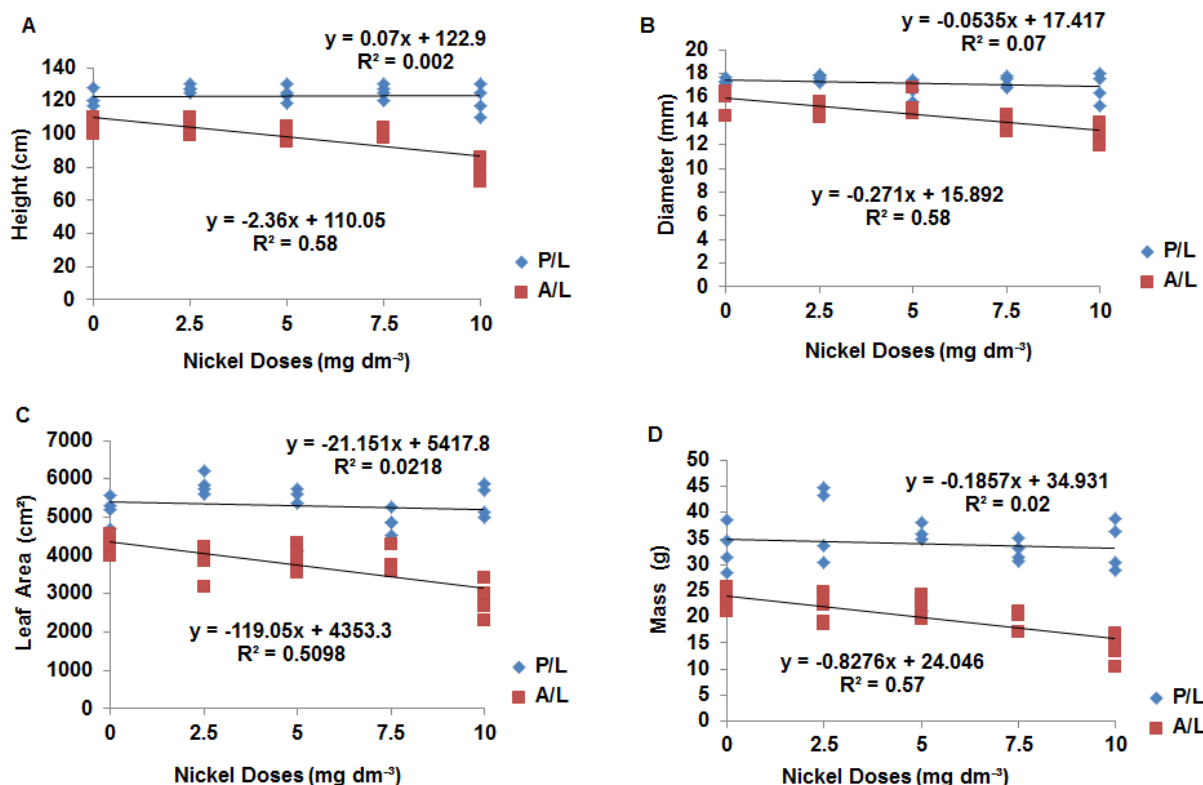 A
y = 0.07x + 122.9
R² = 0.002
140
120
100
80
60
40
20
0
Height (cm)
y = -2.36x + 110.05
R² = 0.58
P/L
A/L
0 2.5 5 7.5 10
Nickel Doses (mg dm⁻³)
B
y = -0.0535x + 17.417
R² = 0.07
20
18
16
14
12
10
8
6
4
2
0
Diameter (mm)
y = -0.271x + 15.892
R² = 0.58
P/L
A/L
0 2.5 5 7.5 10
Nickel Doses (mg dm⁻³)
C
y = -21.151x + 5417.8
R² = 0.0218
7000
6000
5000
4000
3000
2000
1000
0
Leaf Area (cm²)
y = -119.05x + 4353.3
R² = 0.5098
P/L
A/L
0 2.5 5 7.5 10
Nickel Doses (mg dm⁻³)
D
y = -0.1857x + 34.931
R² = 0.02
50
45
40
35
30
25
20
15
10
5
0
Mass (g)
y = -0.8276x + 24.046
R² = 0.57
P/L
A/L
0 2.5 5 7.5 10
Nickel Doses (mg dm⁻³)